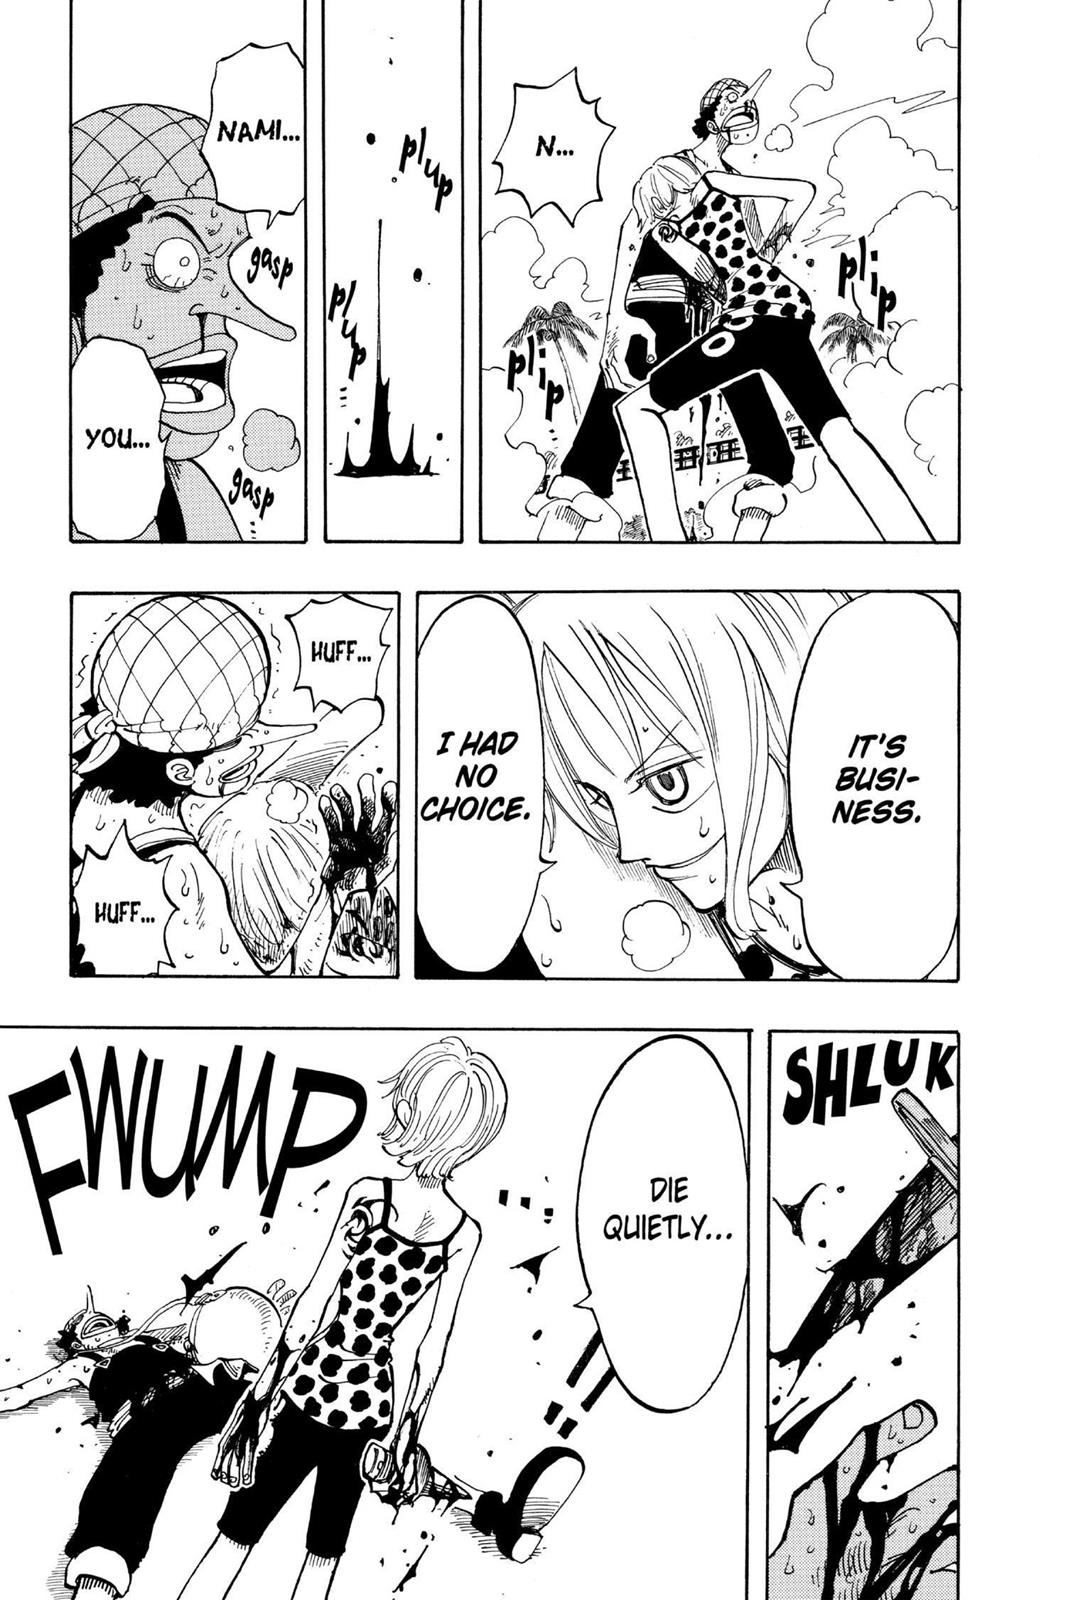 N...
plip
plip
plup
plup
NAMI...
gasp
YOU...
gasp
IT'S
BUSI-
NESS.
I HAD
NO
CHOICE.
HUFF...
HUFF...
SHLUK
DIE
QUIETLY...
FWUMP